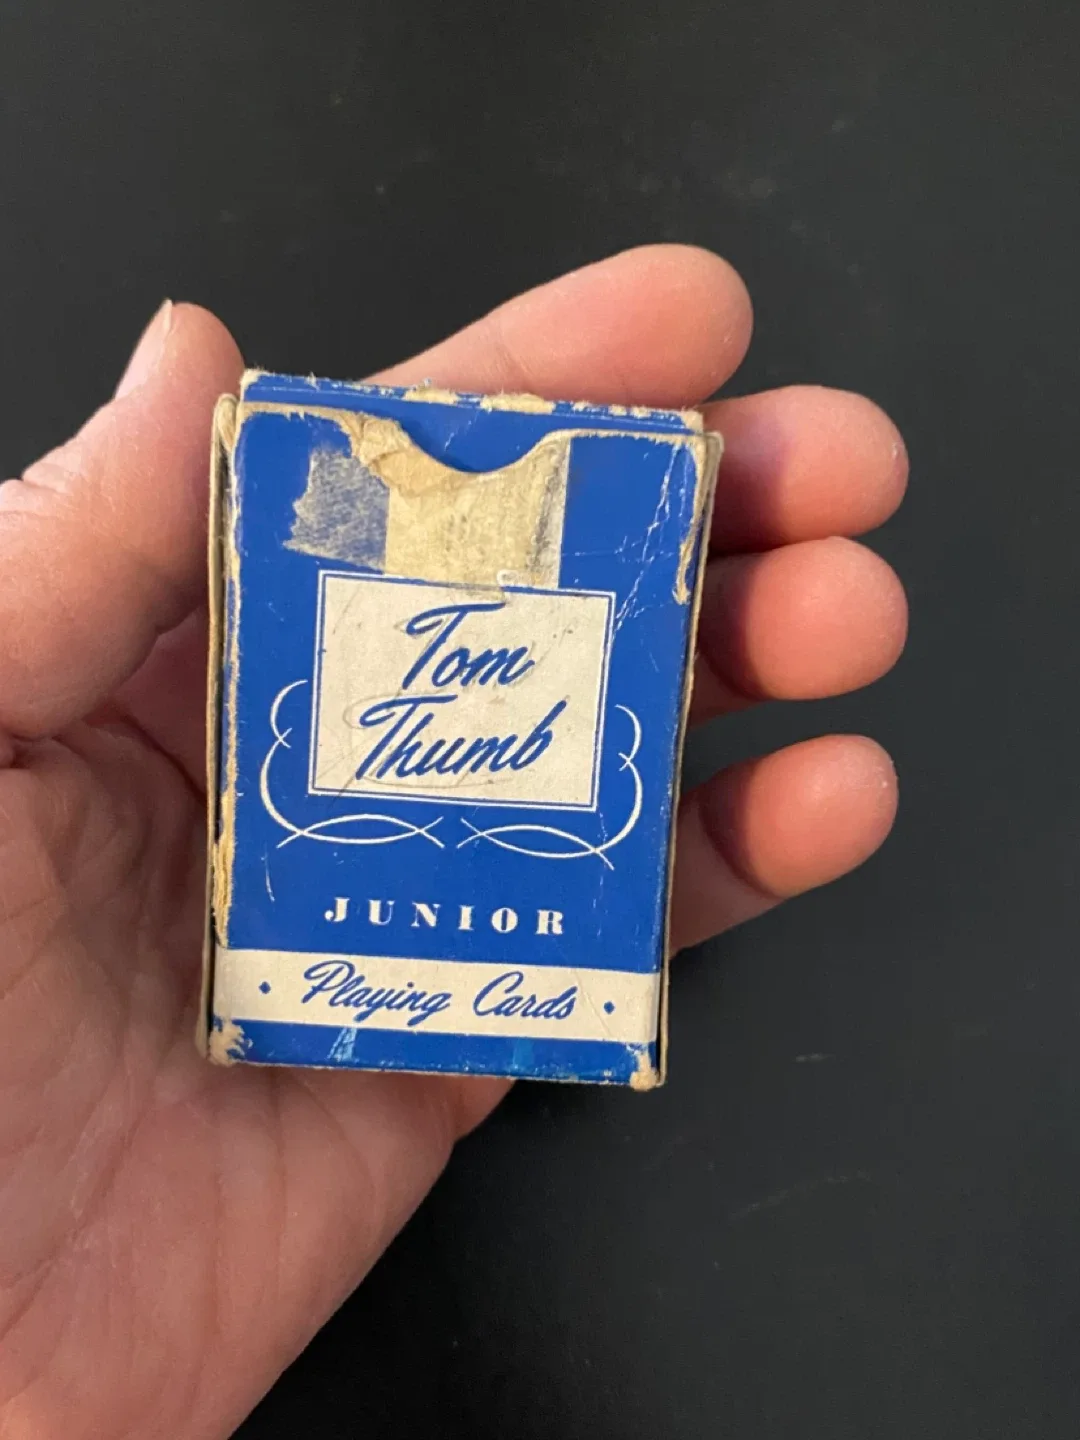 Tom
Thumb
JUNIOR
Playing Cards